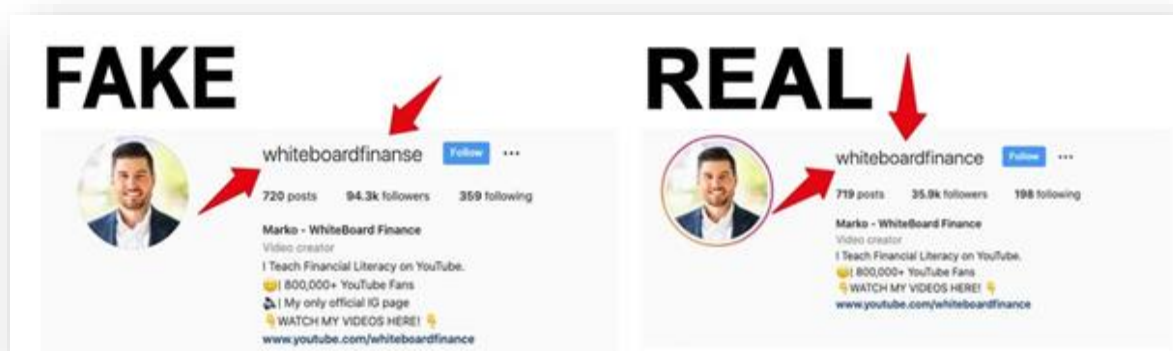 FAKE
whiteboardfinanse Follow ...
720 posts 94.3k followers 359 following
Marko - WhiteBoard Finance
Video creator
I Teach Financial Literacy on YouTube.
| 800,000+ YouTube Fans
| My only official IG page
WATCH MY VIDEOS HERE!
www.youtube.com/whiteboardfinance
REAL
whiteboardfinance Follow ...
719 posts 35.9k followers 198 following
Marko - WhiteBoard Finance
Video creator
I Teach Financial Literacy on YouTube.
| 800,000+ YouTube Fans
WATCH MY VIDEOS HERE!
www.youtube.com/whiteboardfinance